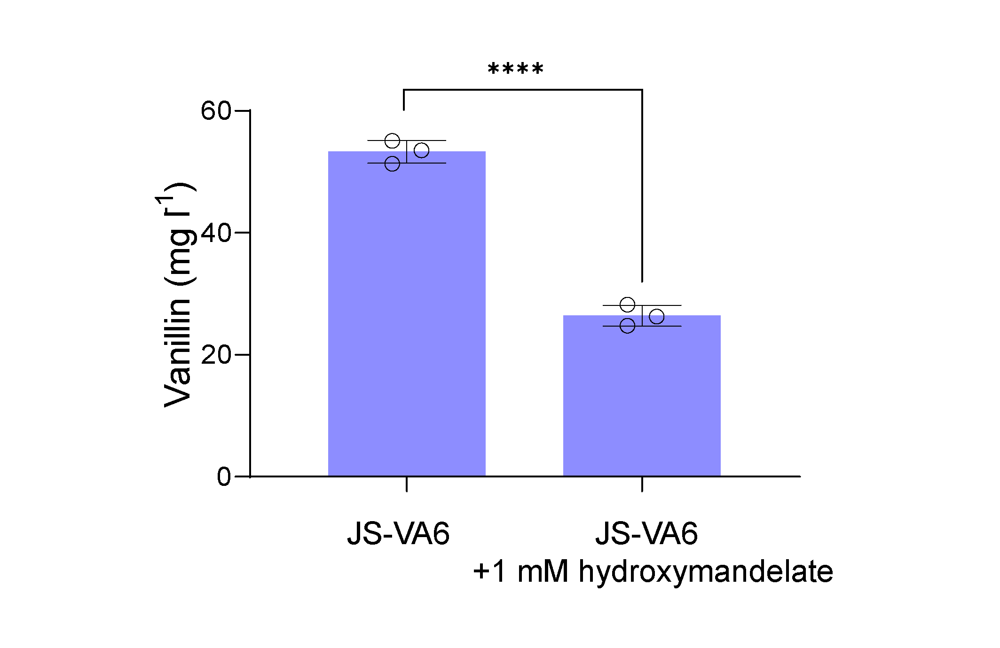 ****
60
40
20
0
Vanillin (mg l⁻¹)
JS-VA6
JS-VA6
+1 mM hydroxymandelate